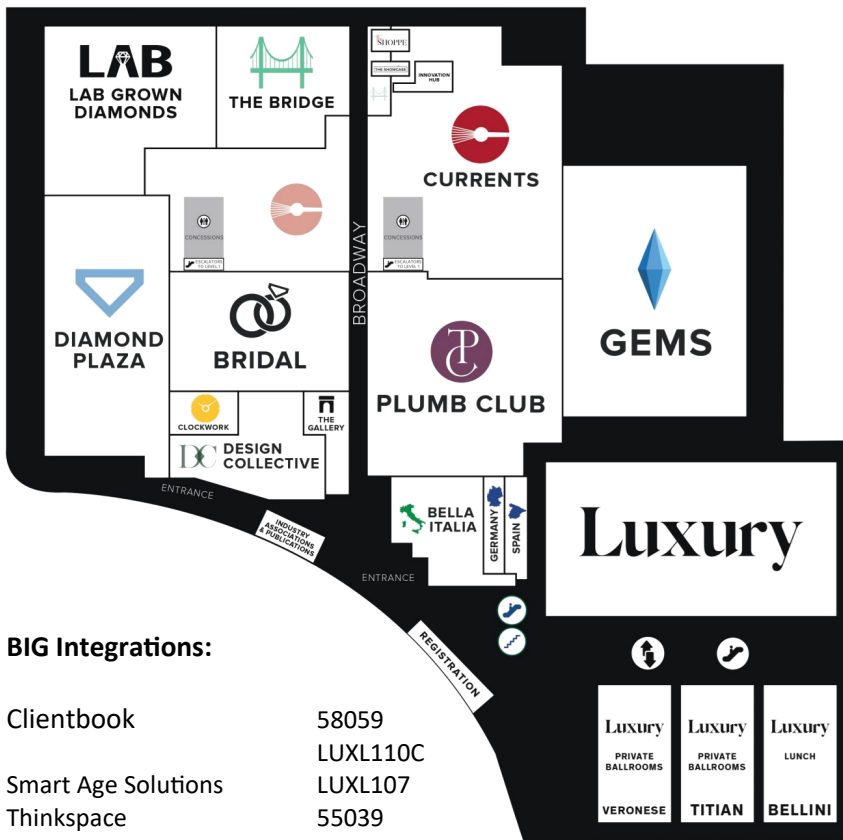 LAB
LAB GROWN
DIAMONDS
THE BRIDGE
SHOPPE
THE SHOWCASE
INNOVATION
HUB
CURRENTS
CONCESSIONS
ESCALATORS
TO LEVEL 1
CONCESSIONS
ESCALATORS
TO LEVEL 1
BROADWAY
DIAMOND
PLAZA
BRIDAL
TPC
PLUMB CLUB
GEMS
CLOCKWORK
THE
GALLERY
DC DESIGN
COLLECTIVE
ENTRANCE
INDUSTRY
ASSOCIATIONS
& PUBLICATIONS
BELLA
ITALIA
GERMANY
SPAIN
ENTRANCE
REGISTRATION
Luxury
Luxury
PRIVATE
BALLROOMS
VERONESE
Luxury
PRIVATE
BALLROOMS
TITIAN
Luxury
LUNCH
BELLINI
BIG Integrations:
Clientbook 58059
LUXL110C
Smart Age Solutions LUXL107
Thinkspace 55039